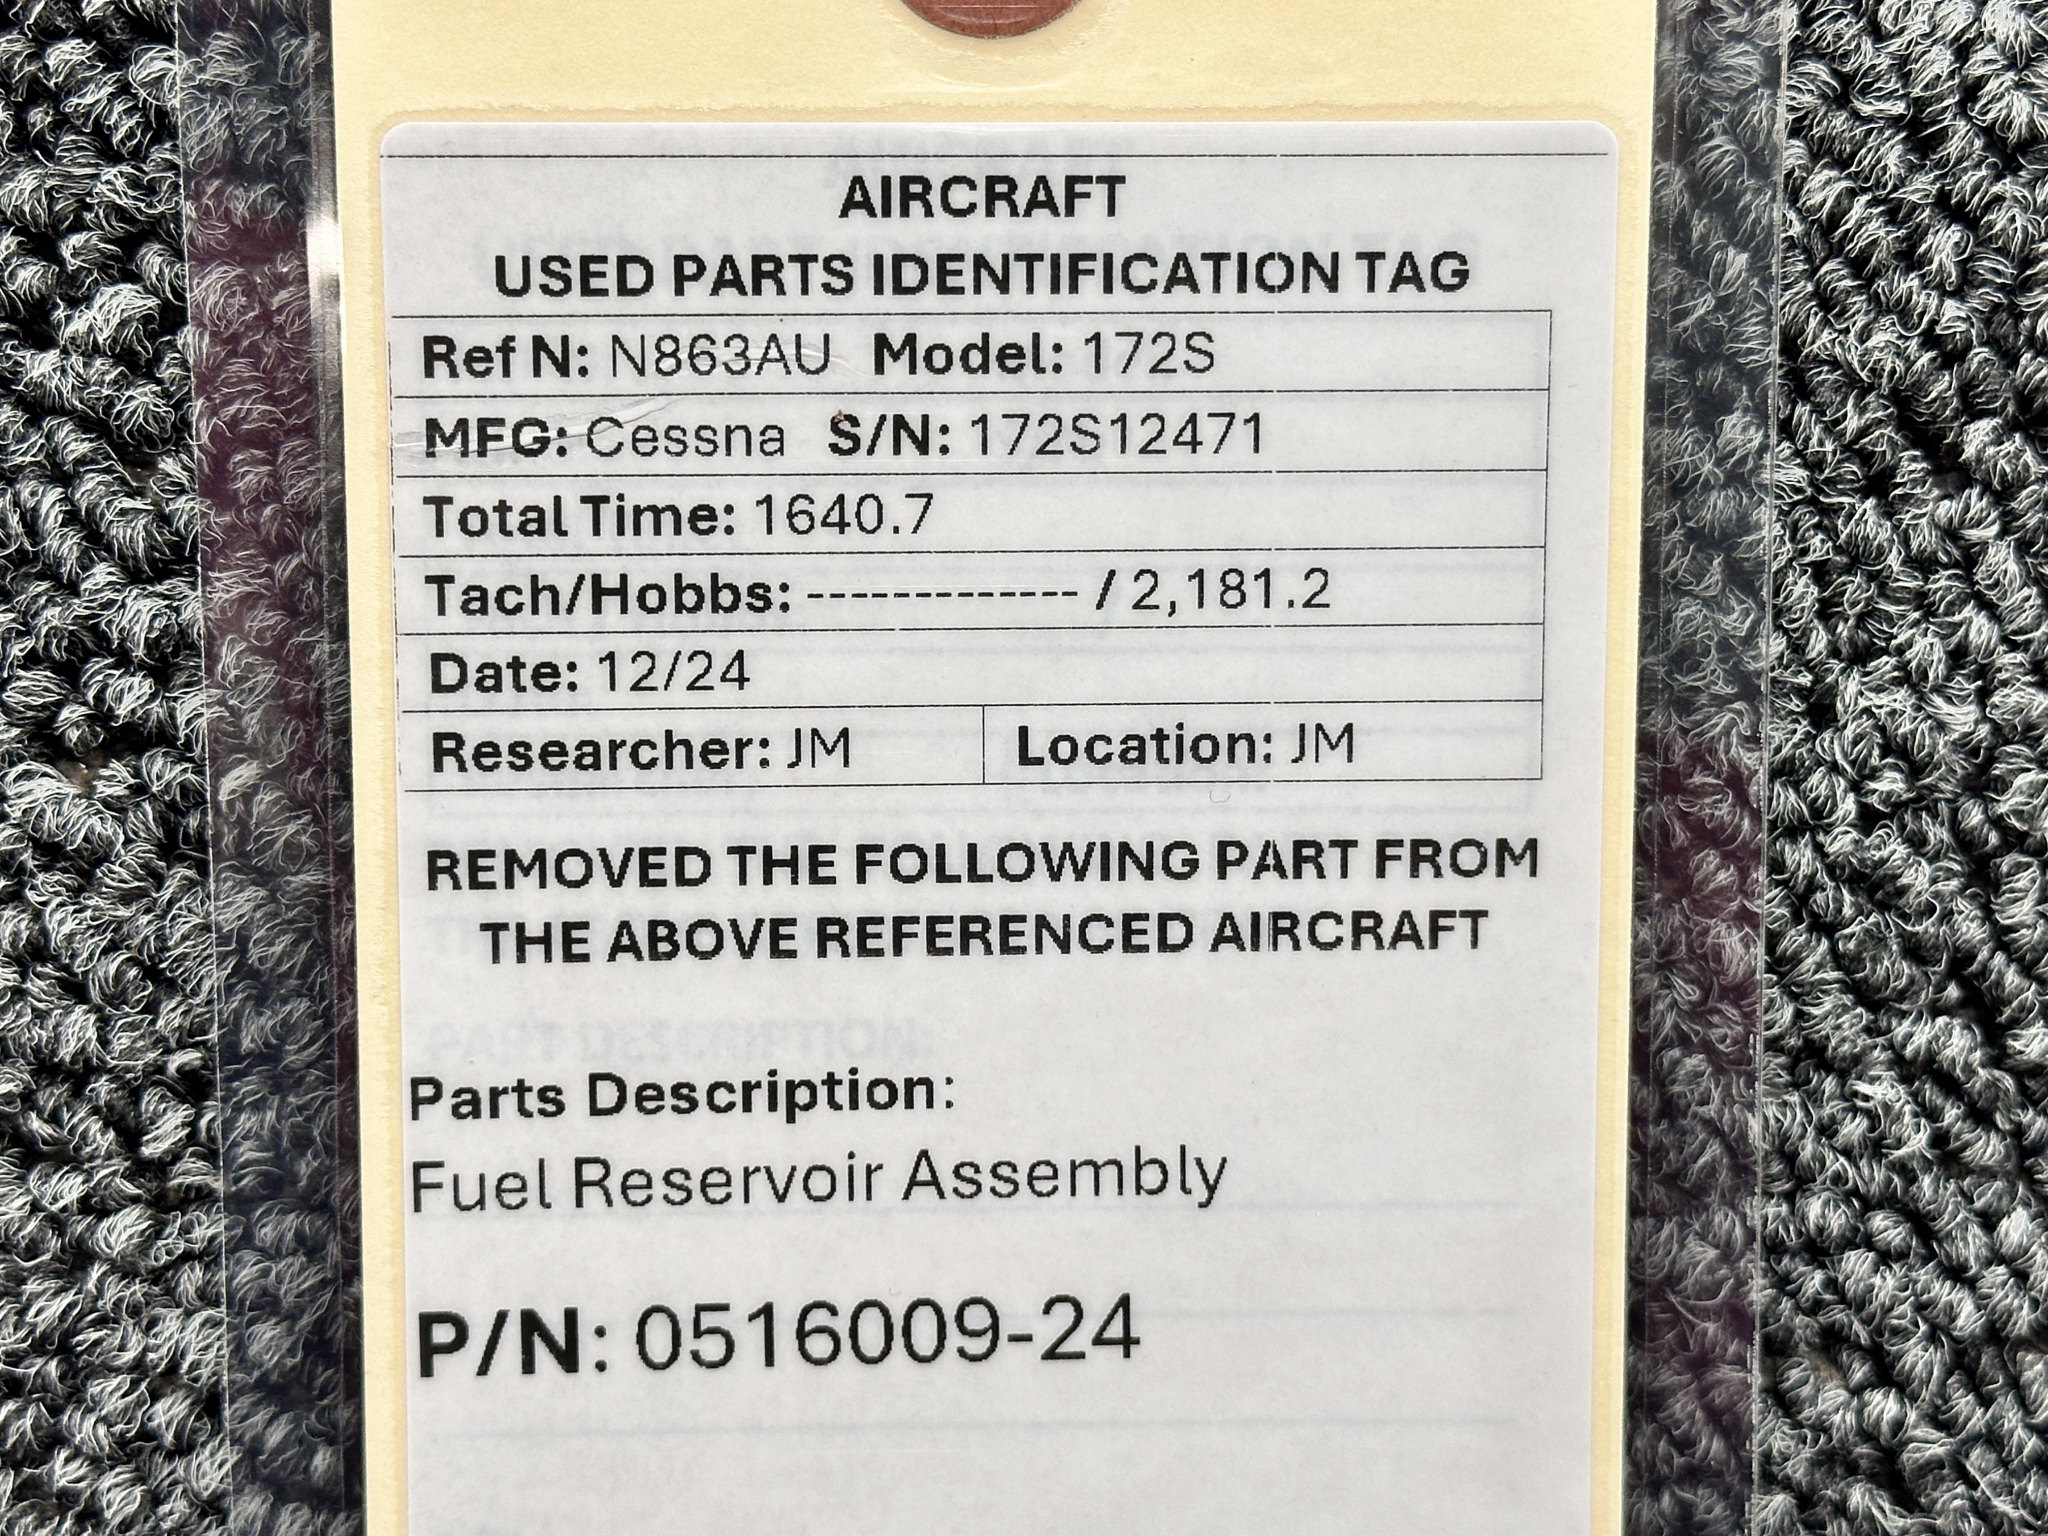 AIRCRAFT
USED PARTS IDENTIFICATION TAG
Ref N: N863AU Model: 172S
MFG: Cessna S/N: 172S12471
Total Time: 1640.7
Tach/Hobbs: ------------- / 2,181.2
Date: 12/24
Researcher: JM Location: JM
REMOVED THE FOLLOWING PART FROM
THE ABOVE REFERENCED AIRCRAFT
PART DESCRIPTION:
Parts Description:
Fuel Reservoir Assembly
P/N: 0516009-24